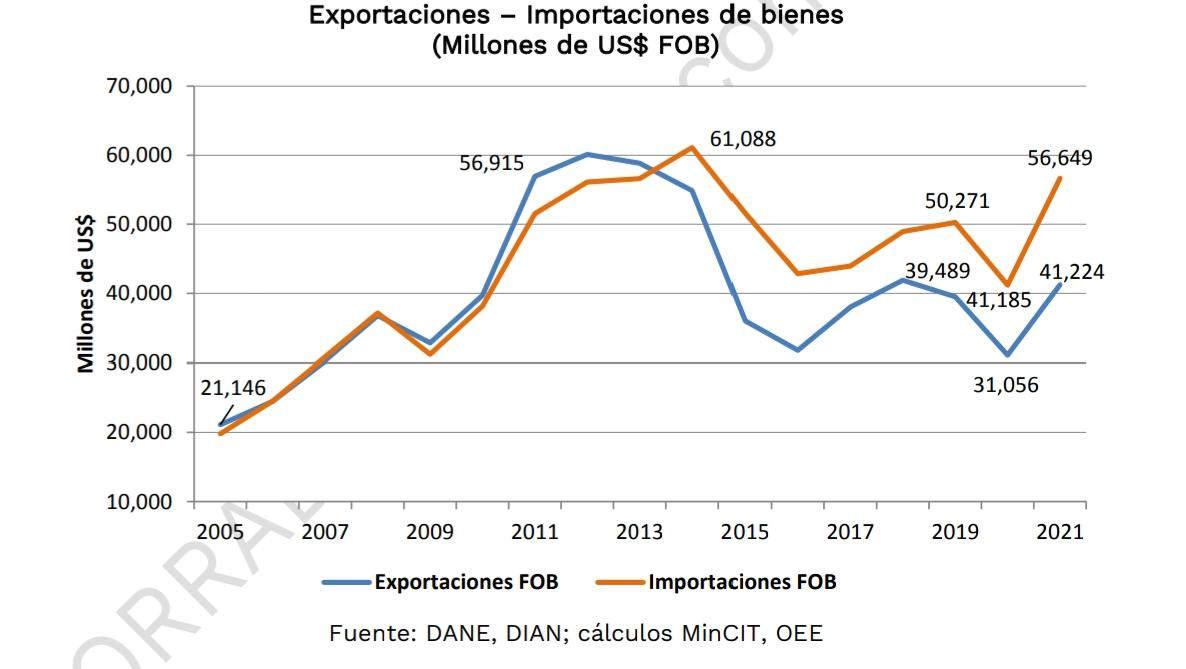 Exportaciones – Importaciones de bienes
(Millones de US$ FOB)
70,000
60,000
50,000
40,000
30,000
20,000
10,000
Millones de US$
21,146
56,915
61,088
50,271
56,649
39,489
41,185
41,224
31,056
2005 2007 2009 2011 2013 2015 2017 2019 2021
Exportaciones FOB Importaciones FOB
Fuente: DANE, DIAN; cálculos MinCIT, OEE